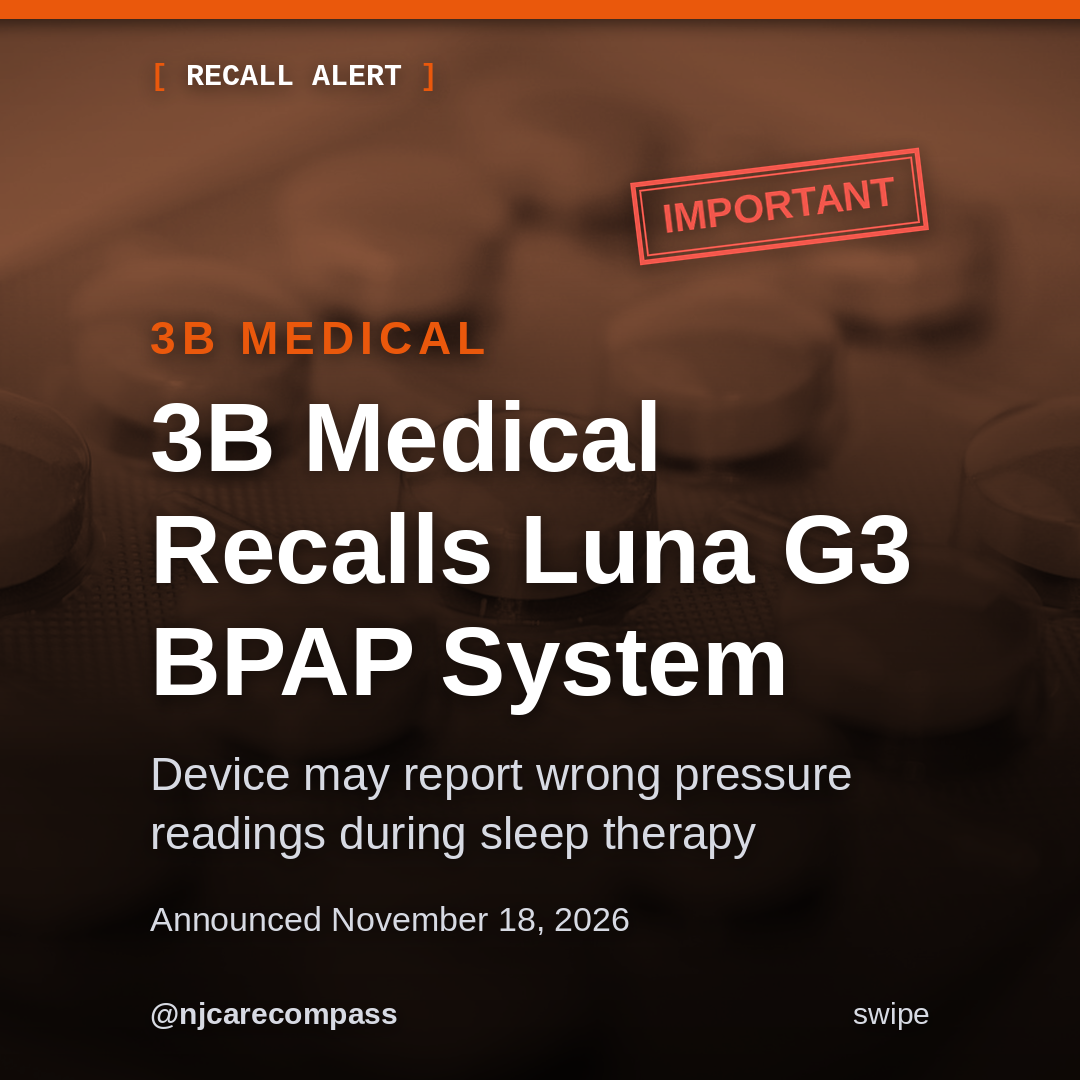 [ RECALL ALERT ]
IMPORTANT
3B MEDICAL
3B Medical
Recalls Luna G3
BPAP System
Device may report wrong pressure
readings during sleep therapy
Announced November 18, 2026
@njcarecompass
swipe